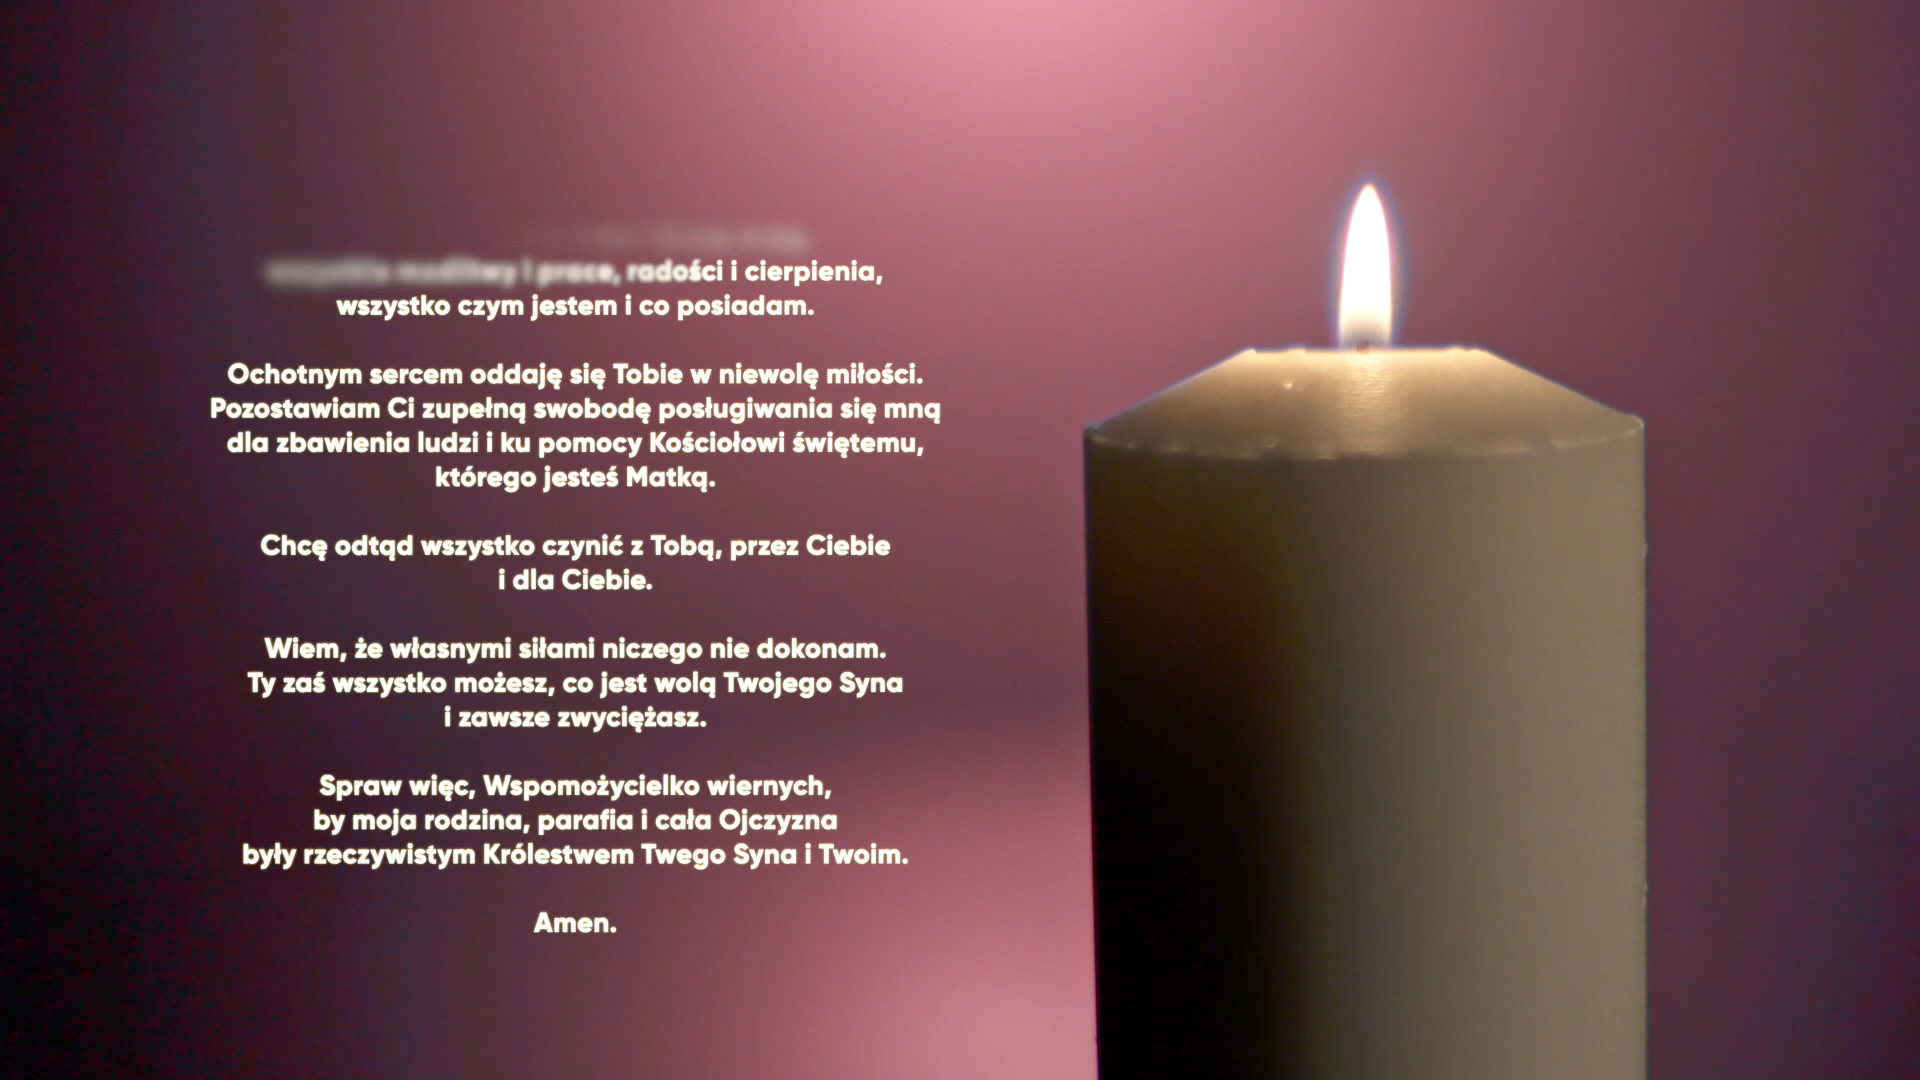 wszystkie modlitwy i prace, radości i cierpienia,
wszystko czym jestem i co posiadam.
Ochotnym sercem oddaję się Tobie w niewolę miłości.
Pozostawiam Ci zupełną swobodę posługiwania się mną
dla zbawienia ludzi i ku pomocy Kościołowi świętemu,
którego jesteś Matką.
Chcę odtąd wszystko czynić z Tobą, przez Ciebie
i dla Ciebie.
Wiem, że własnymi siłami niczego nie dokonam.
Ty zaś wszystko możesz, co jest wolą Twojego Syna
i zawsze zwyciężasz.
Spraw więc, Wspomożycielko wiernych,
by moja rodzina, parafia i cała Ojczyzna
były rzeczywistym Królestwem Twego Syna i Twoim.
Amen.